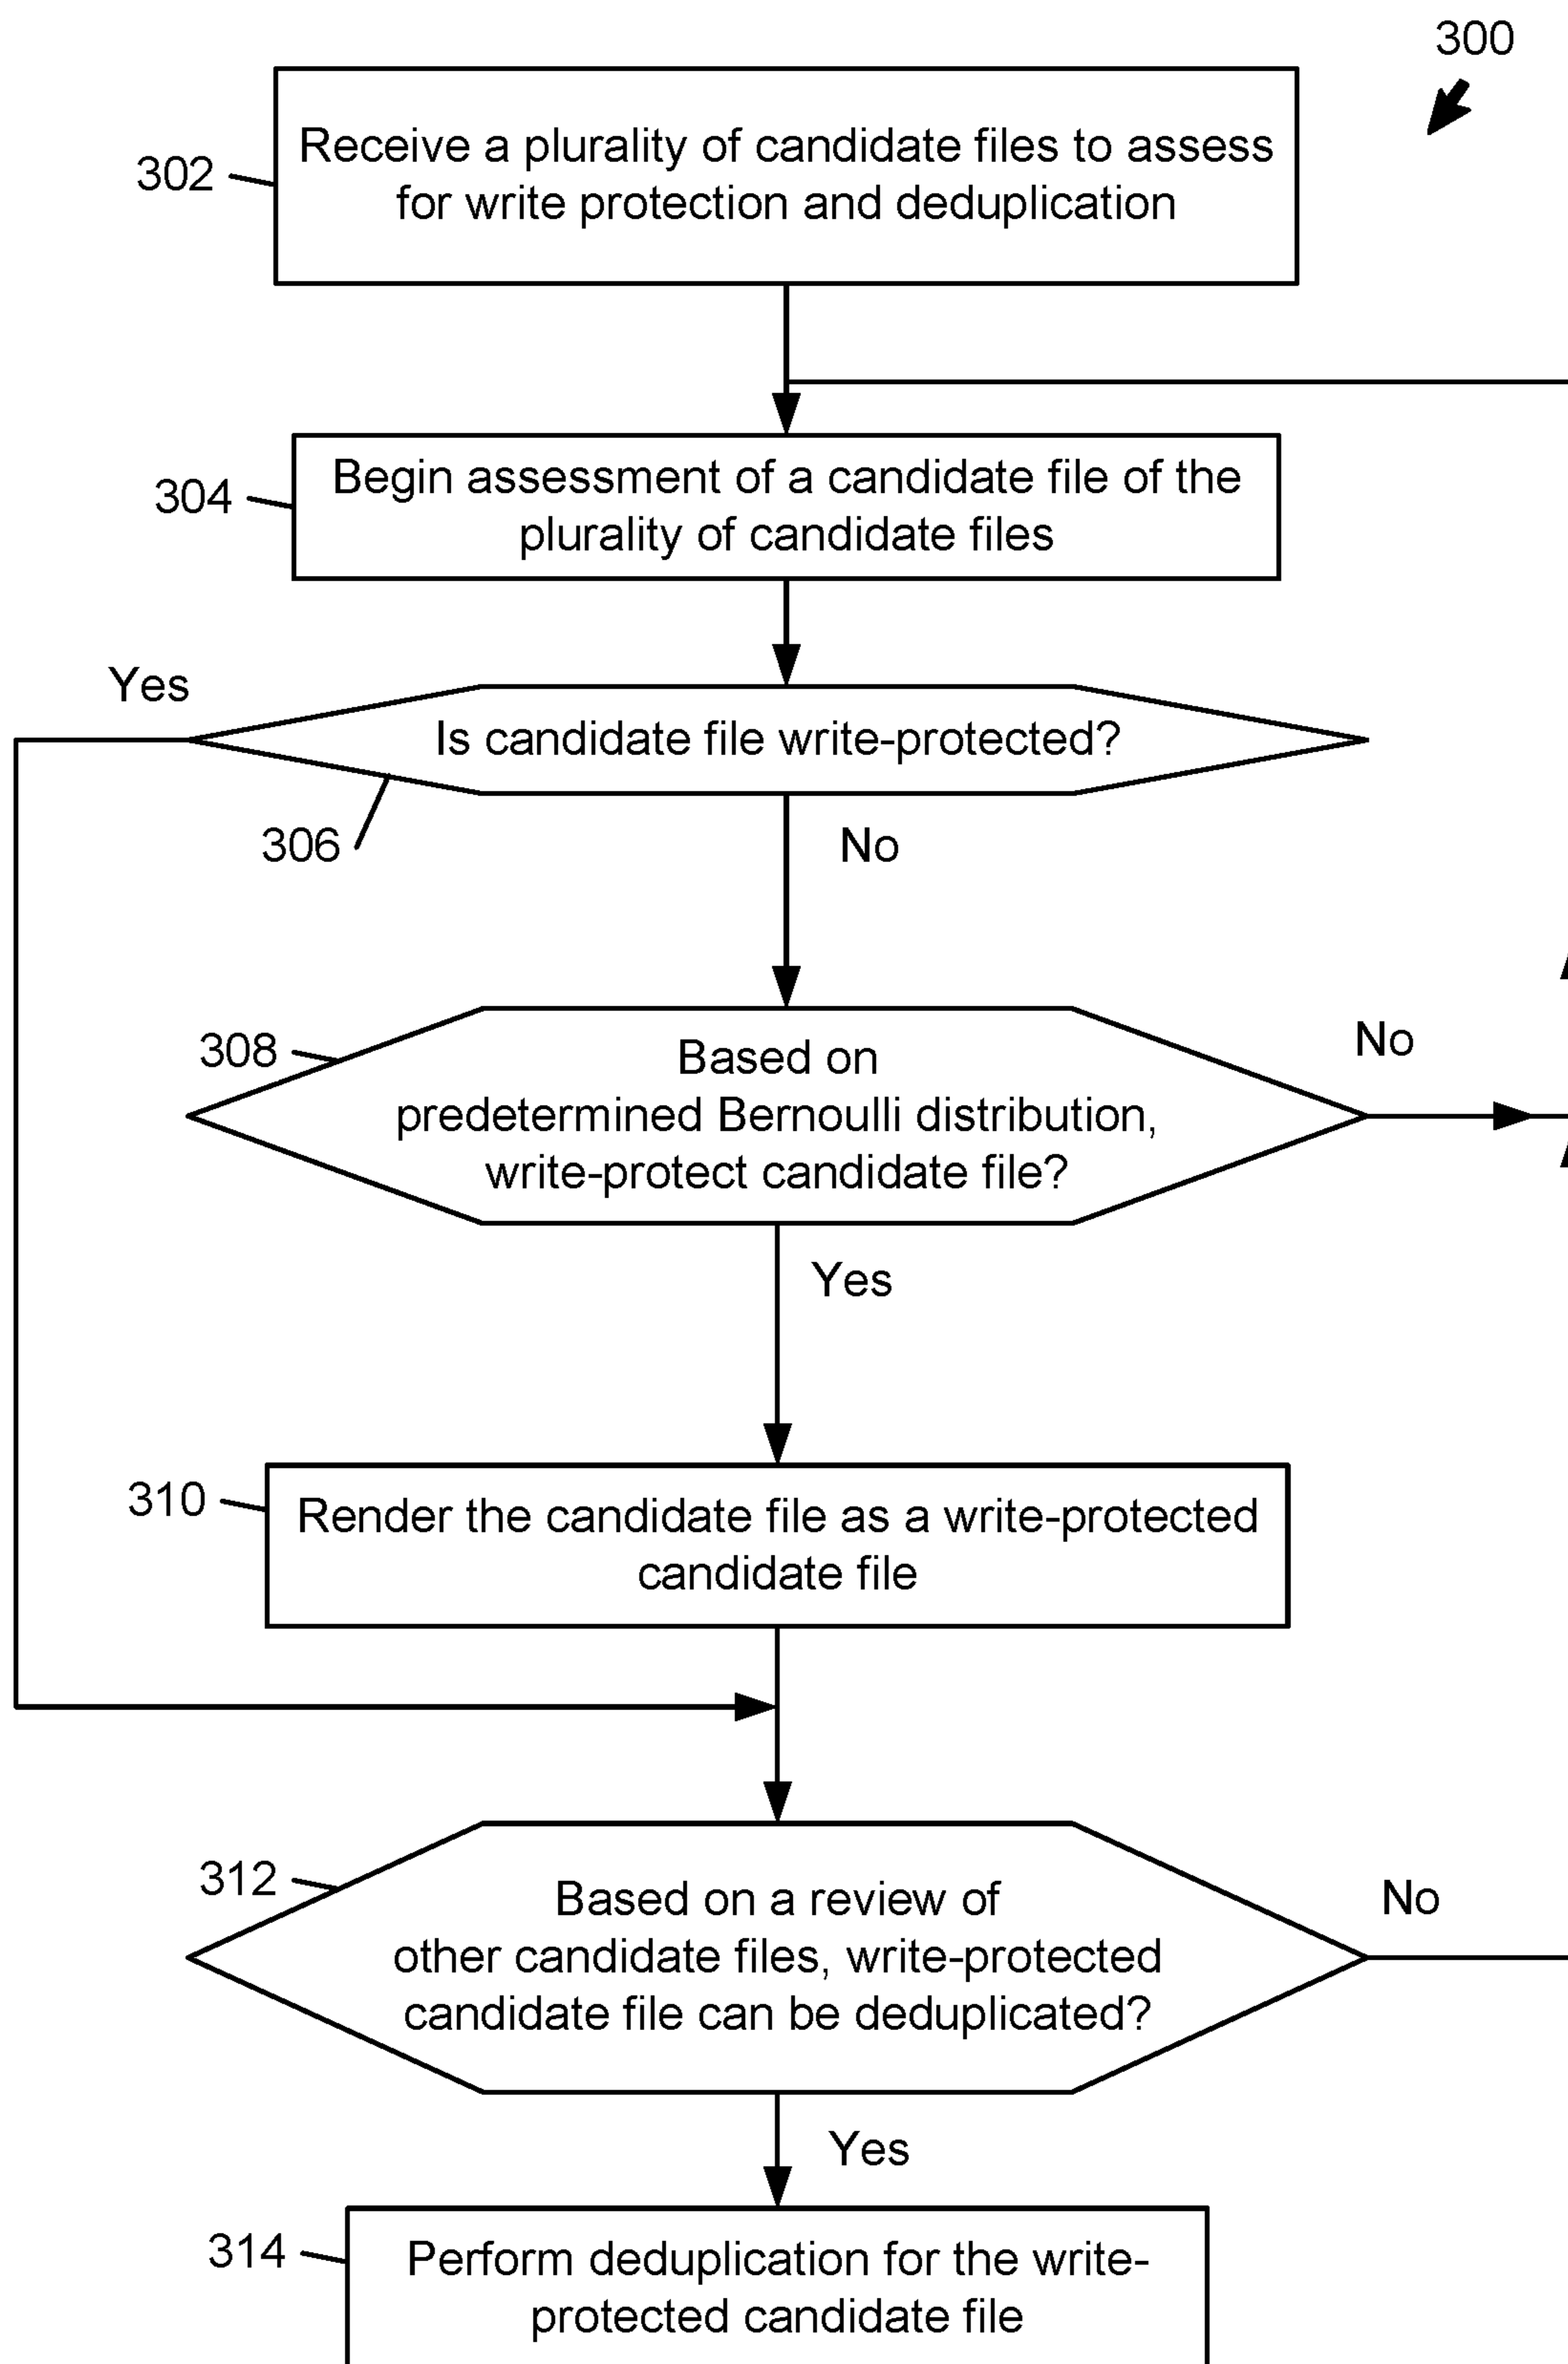 300
302
Receive a plurality of candidate files to assess
for write protection and deduplication
304
Begin assessment of a candidate file of the
plurality of candidate files
Yes
Is candidate file write-protected?
306
No
308
Based on
predetermined Bernoulli distribution,
write-protect candidate file?
No
Yes
310
Render the candidate file as a write-protected
candidate file
312
Based on a review of
other candidate files, write-protected
candidate file can be deduplicated?
No
Yes
314
Perform deduplication for the write-
protected candidate file